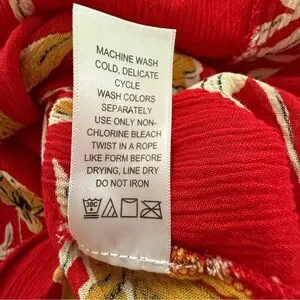 MACHINE WASH
COLD, DELICATE
CYCLE
WASH COLORS
SEPARATELY
USE ONLY NON-
CHLORINE BLEACH
TWIST IN A ROPE
LIKE FORM BEFORE
DRYING, LINE DRY
DO NOT IRON
30C